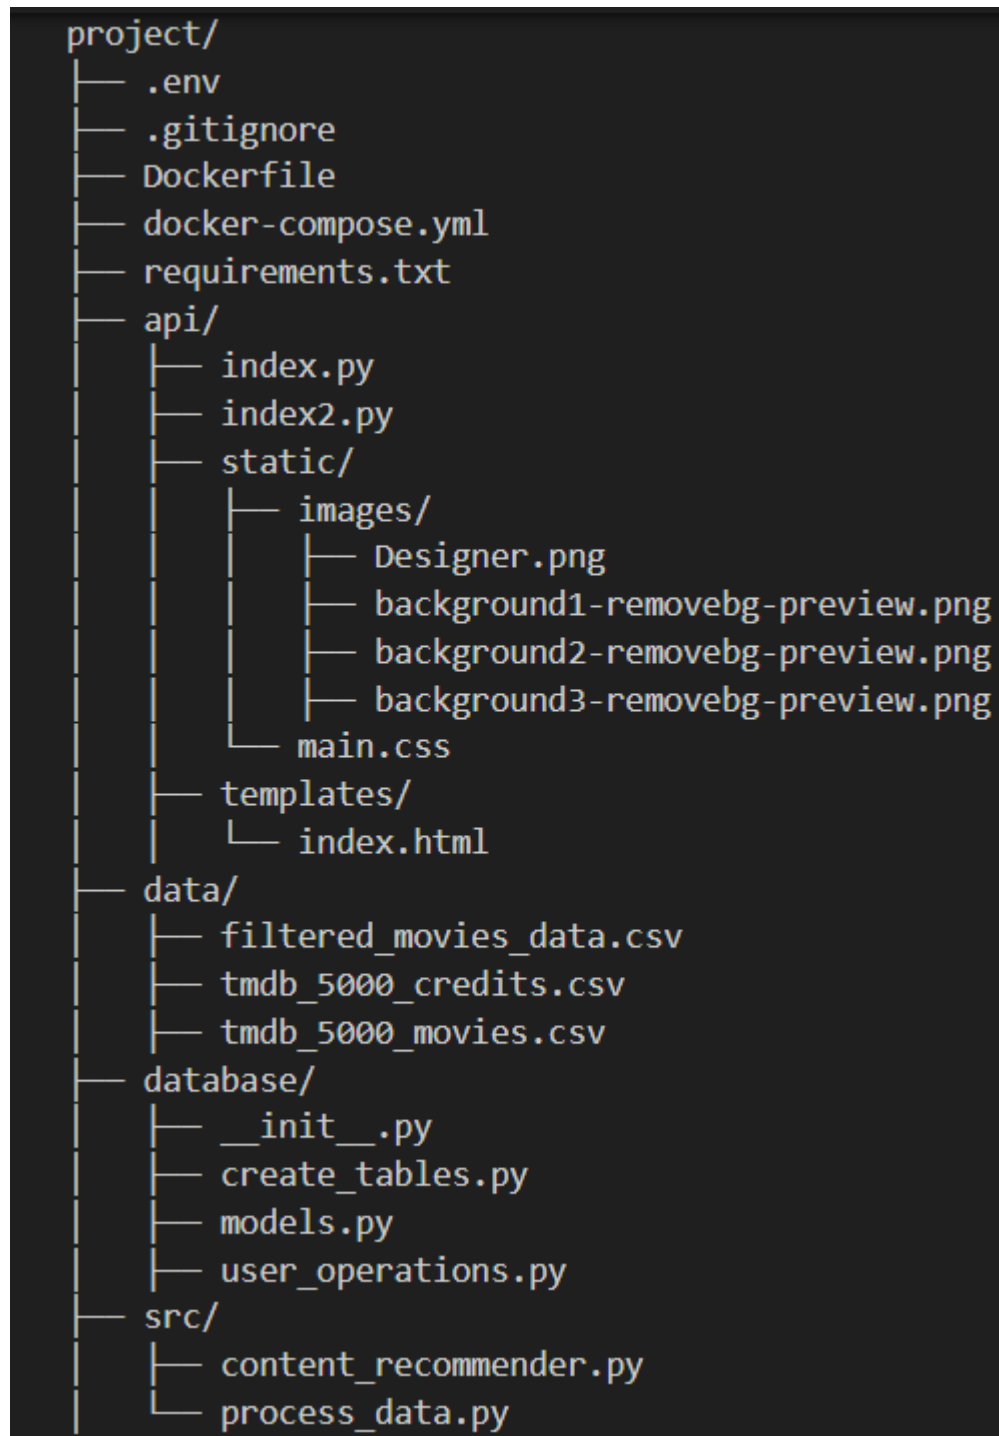 project/
├── .env
├── .gitignore
├── Dockerfile
├── docker-compose.yml
├── requirements.txt
├── api/
│   ├── index.py
│   ├── index2.py
│   ├── static/
│   │   ├── images/
│   │   │   ├── Designer.png
│   │   │   ├── background1-removebg-preview.png
│   │   │   ├── background2-removebg-preview.png
│   │   │   ├── background3-removebg-preview.png
│   │   └── main.css
│   ├── templates/
│   │   └── index.html
├── data/
│   ├── filtered_movies_data.csv
│   ├── tmdb_5000_credits.csv
│   ├── tmdb_5000_movies.csv
├── database/
│   ├── __init__.py
│   ├── create_tables.py
│   ├── models.py
│   ├── user_operations.py
├── src/
│   ├── content_recommender.py
│   └── process_data.py